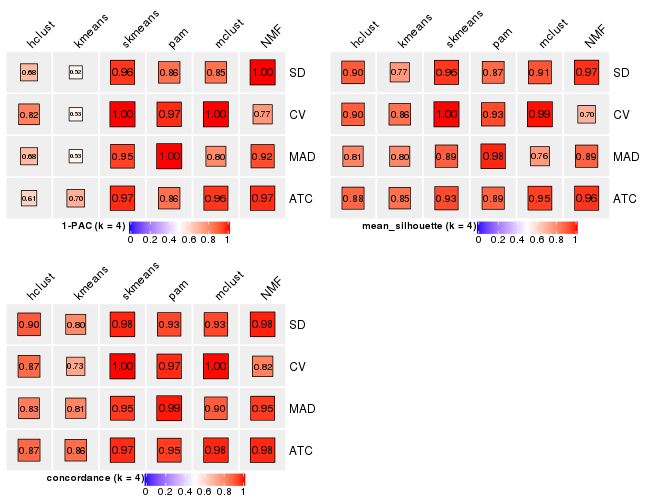 hclust kmeans skmeans pam mclust NMF
0.68 0.52 0.96 0.86 0.85 1.00 SD
0.82 0.53 1.00 0.97 1.00 0.77 CV
0.68 0.53 0.95 1.00 0.80 0.92 MAD
0.61 0.70 0.97 0.86 0.96 0.97 ATC
1-PAC (k = 4)
0 0.2 0.4 0.6 0.8 1
hclust kmeans skmeans pam mclust NMF
0.90 0.77 0.96 0.87 0.91 0.97 SD
0.90 0.86 1.00 0.93 0.99 0.70 CV
0.81 0.80 0.89 0.98 0.76 0.89 MAD
0.88 0.85 0.93 0.89 0.95 0.96 ATC
mean_silhouette (k = 4)
0 0.2 0.4 0.6 0.8 1
hclust kmeans skmeans pam mclust NMF
0.90 0.80 0.98 0.93 0.93 0.98 SD
0.87 0.73 1.00 0.97 1.00 0.82 CV
0.83 0.81 0.95 0.99 0.90 0.95 MAD
0.87 0.86 0.97 0.95 0.98 0.98 ATC
concordance (k = 4)
0 0.2 0.4 0.6 0.8 1